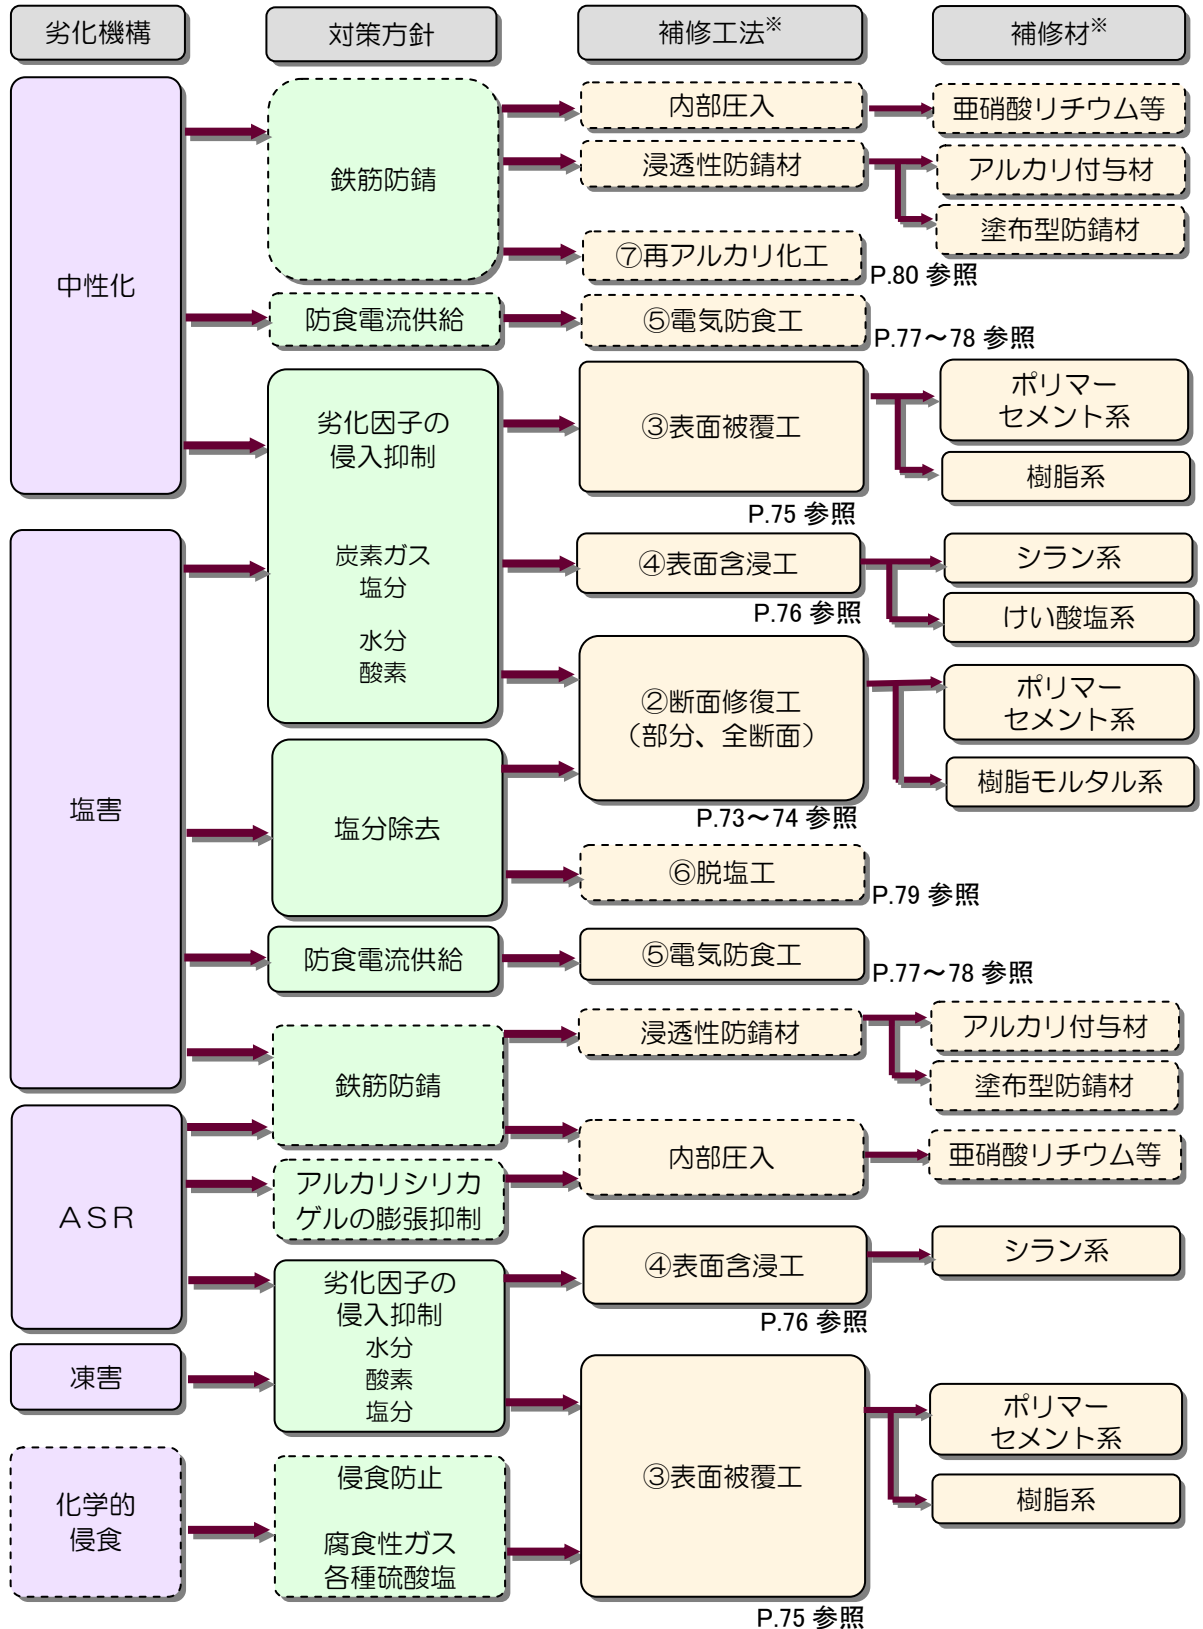 劣化機構
対策方針
補修工法※
補修材※
中性化
鉄筋防錆
内部圧入
亜硝酸リチウム等
浸透性防錆材
アルカリ付与材
塗布型防錆材
⑦再アルカリ化工
P.80 参照
防食電流供給
⑤電気防食工
P.77～78 参照
劣化因子の
侵入抑制
炭素ガス
塩分
水分
酸素
③表面被覆工
P.75 参照
ポリマー
セメント系
樹脂系
塩害
④表面含浸工
P.76 参照
シラン系
けい酸塩系
②断面修復工
（部分、全断面）
P.73～74 参照
ポリマー
セメント系
樹脂モルタル系
塩分除去
⑥脱塩工
P.79 参照
防食電流供給
⑤電気防食工
P.77～78 参照
鉄筋防錆
浸透性防錆材
アルカリ付与材
塗布型防錆材
内部圧入
亜硝酸リチウム等
ＡＳＲ
アルカリシリカ
ゲルの膨張抑制
劣化因子の
侵入抑制
水分
酸素
塩分
④表面含浸工
P.76 参照
シラン系
凍害
③表面被覆工
P.75 参照
ポリマー
セメント系
樹脂系
化学的
侵食
侵食防止
腐食性ガス
各種硫酸塩